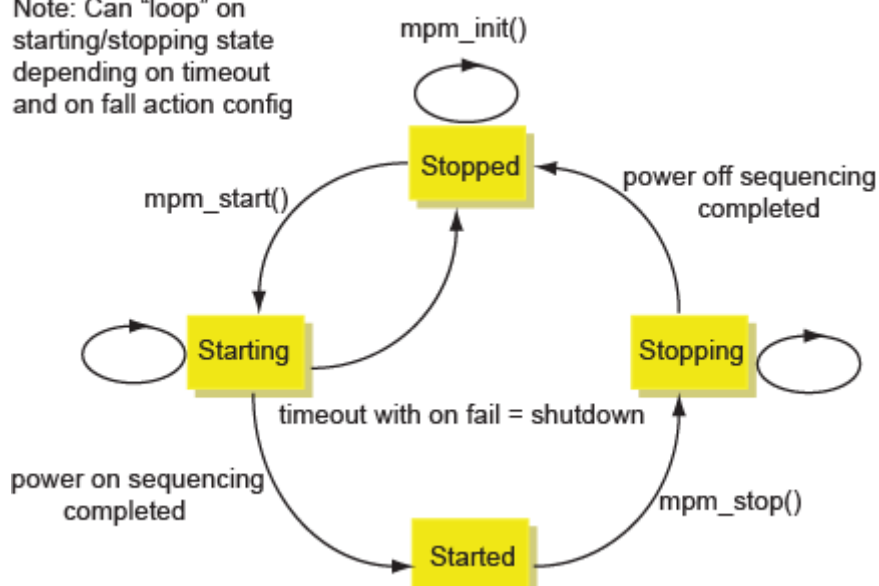 Note: Can “loop” on
starting/stopping state
depending on timeout
and on fall action config
mpm_init()
Stopped
mpm_start()
power off sequencing
completed
Starting
Stopping
timeout with on fail = shutdown
power on sequencing
completed
mpm_stop()
Started